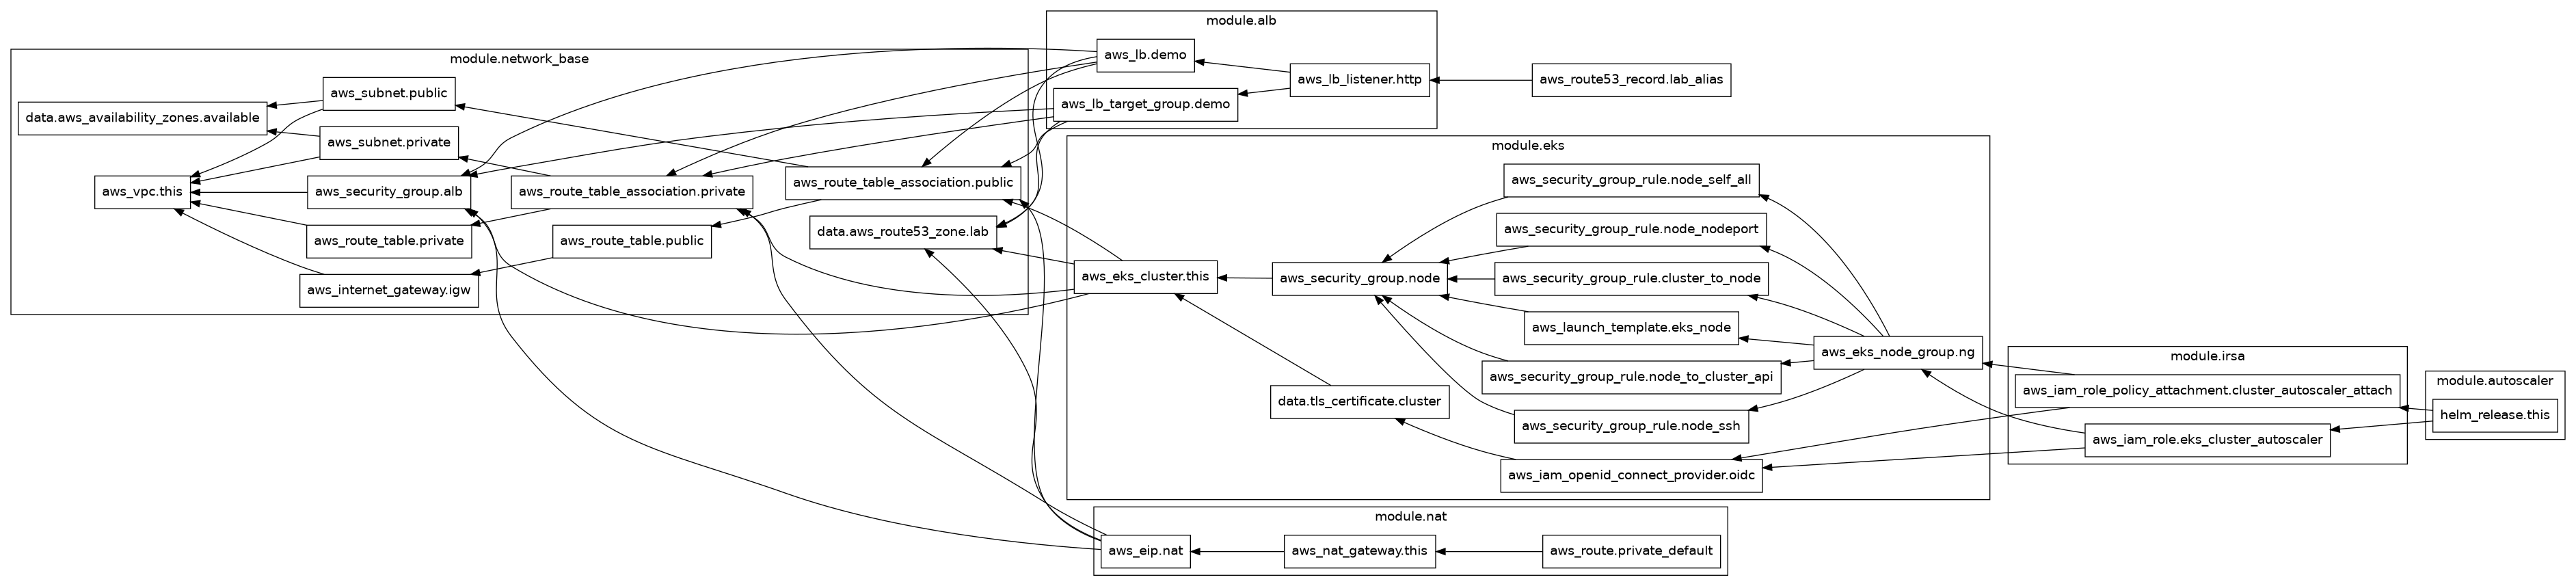 module.network_base
aws_subnet.public
data.aws_availability_zones.available
aws_subnet.private
aws_vpc.this
aws_security_group.alb
aws_route_table_association.private
aws_route_table_association.public
aws_route_table.private
aws_route_table.public
data.aws_route53_zone.lab
aws_internet_gateway.igw
module.alb
aws_lb.demo
aws_lb_listener.http
aws_lb_target_group.demo
aws_route53_record.lab_alias
module.eks
aws_security_group_rule.node_self_all
aws_security_group_rule.node_nodeport
aws_eks_cluster.this
aws_security_group.node
aws_security_group_rule.cluster_to_node
aws_launch_template.eks_node
aws_eks_node_group.ng
aws_security_group_rule.node_to_cluster_api
data.tls_certificate.cluster
aws_security_group_rule.node_ssh
aws_iam_openid_connect_provider.oidc
module.irsa
aws_iam_role_policy_attachment.cluster_autoscaler_attach
aws_iam_role.eks_cluster_autoscaler
module.autoscaler
helm_release.this
module.nat
aws_eip.nat
aws_nat_gateway.this
aws_route.private_default